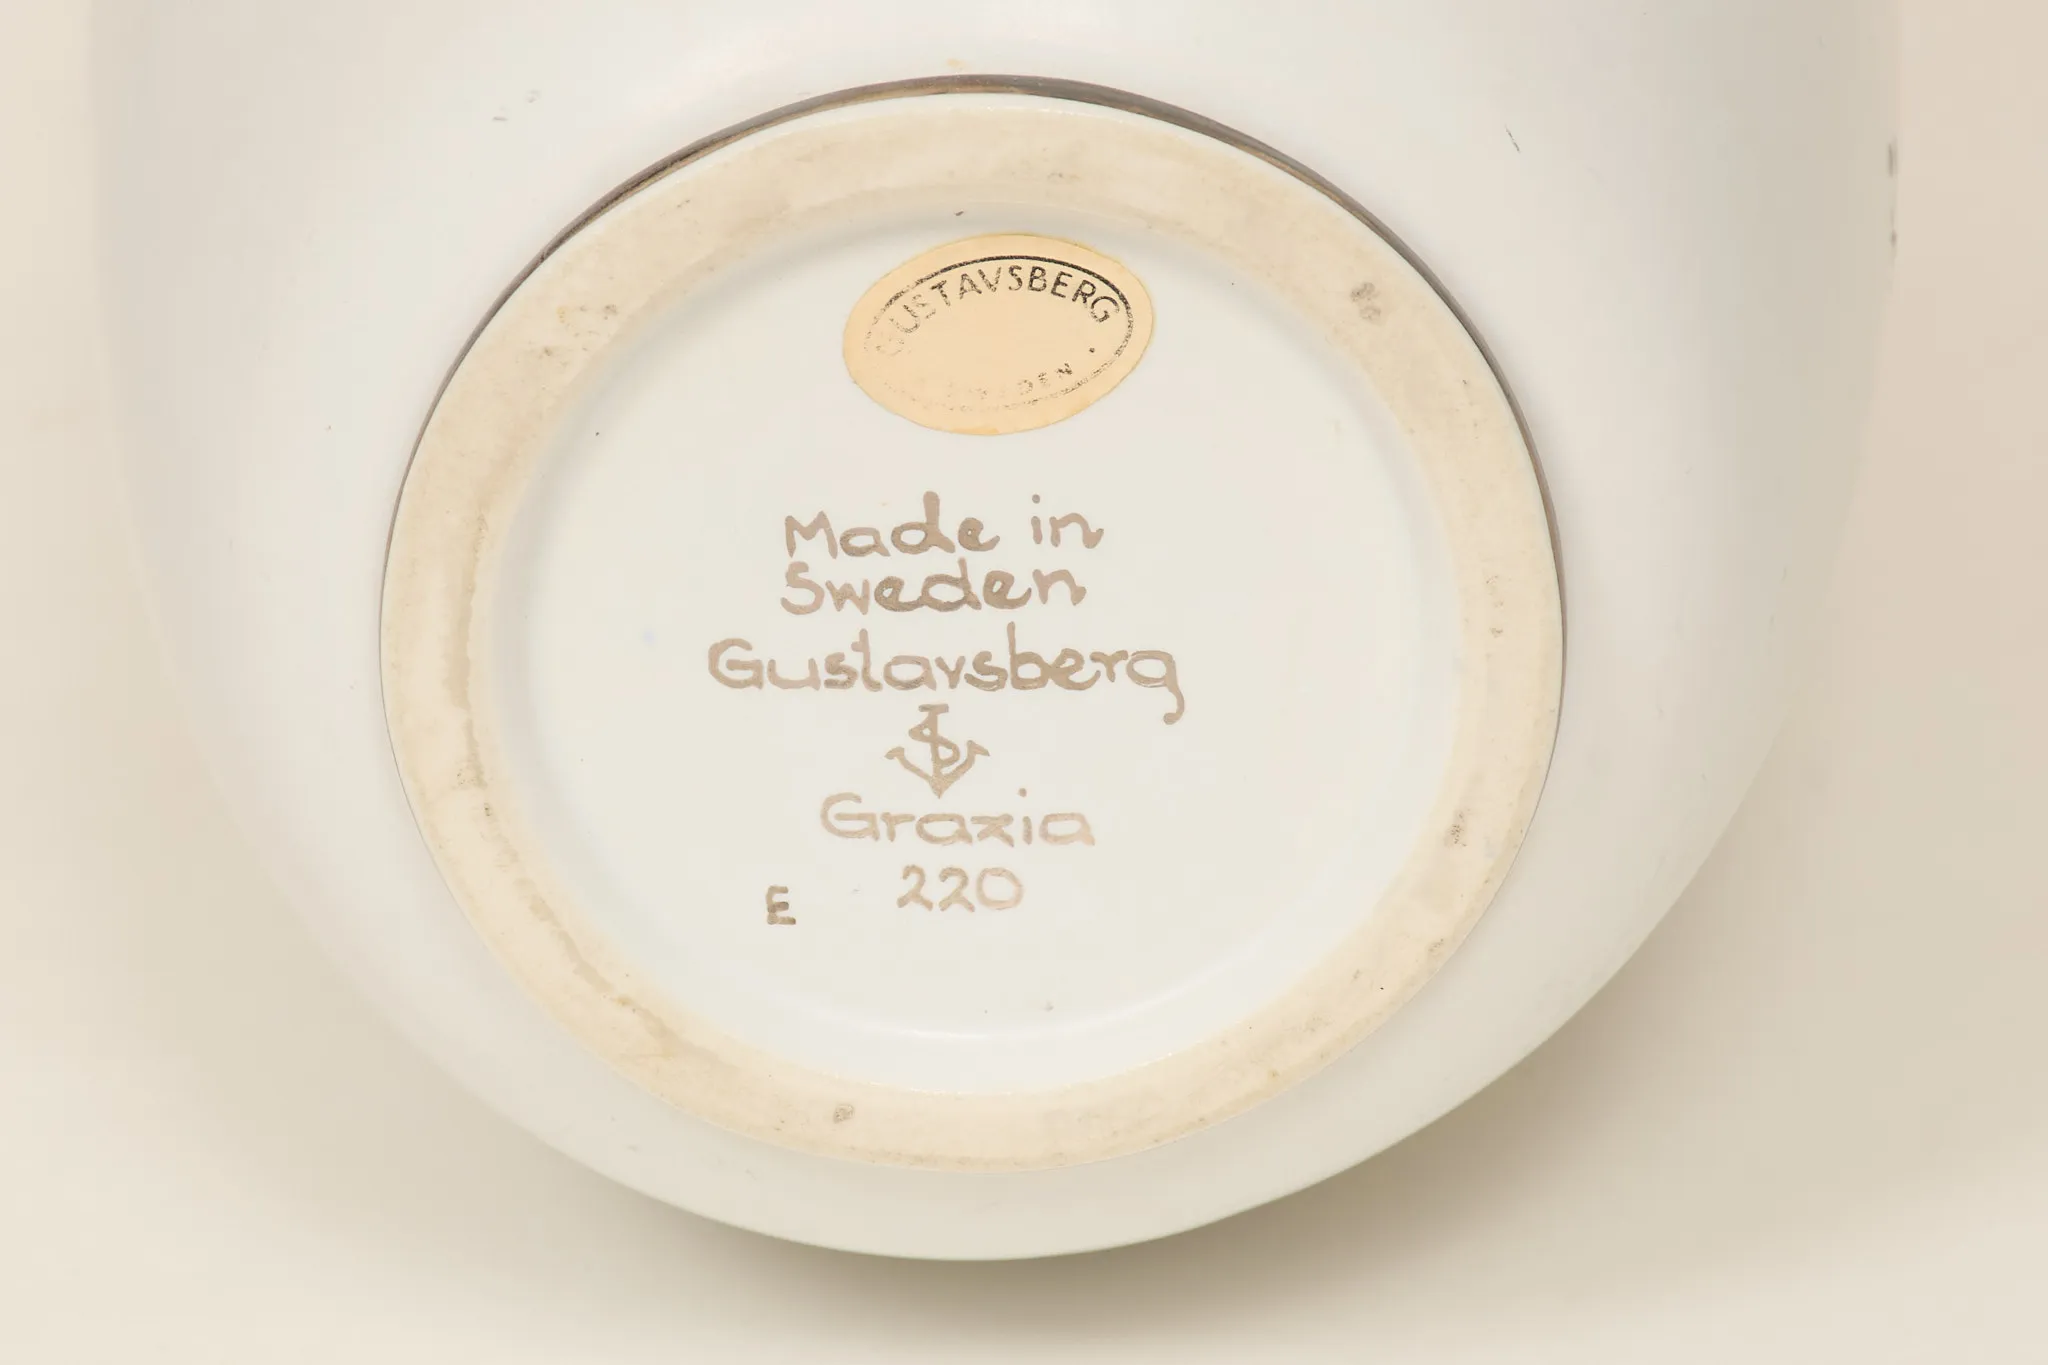 GUSTAVSBERG
Made in
Sweden
Gustavsberg
Grazia
220
E